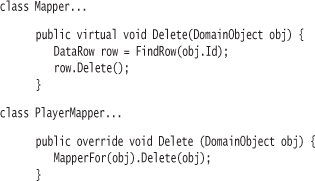 class Mapper...
public virtual void Delete(DomainObject obj) {
DataRow row = FindRow(obj.Id);
row.Delete();
}
class PlayerMapper...
public override void Delete (DomainObject obj) {
MapperFor(obj).Delete(obj);
}